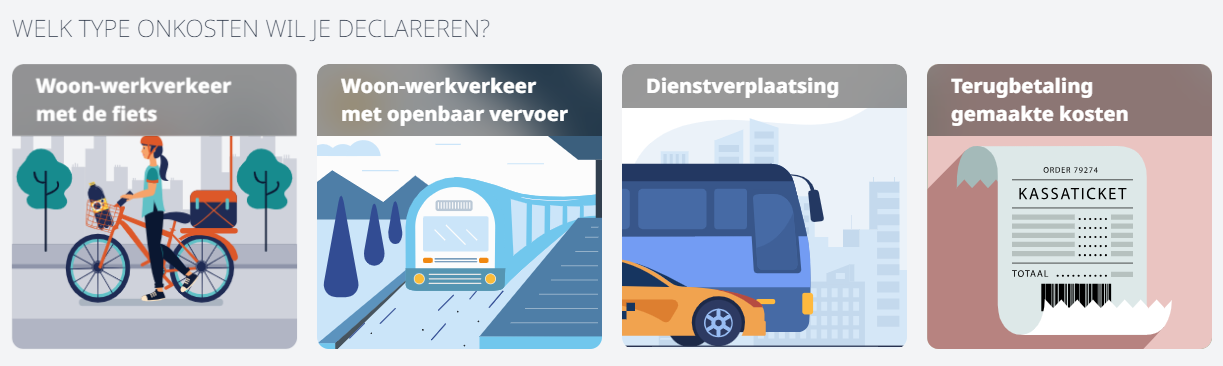 WELK TYPE ONKOSTEN WIL JE DECLAREREN?
Woon-werkverkeer
met de fiets
Woon-werkverkeer
met openbaar vervoer
Dienstverplaatsing
Terugbetaling
gemaakte kosten
ORDER 79274
KASSATICKET
TOTAAL